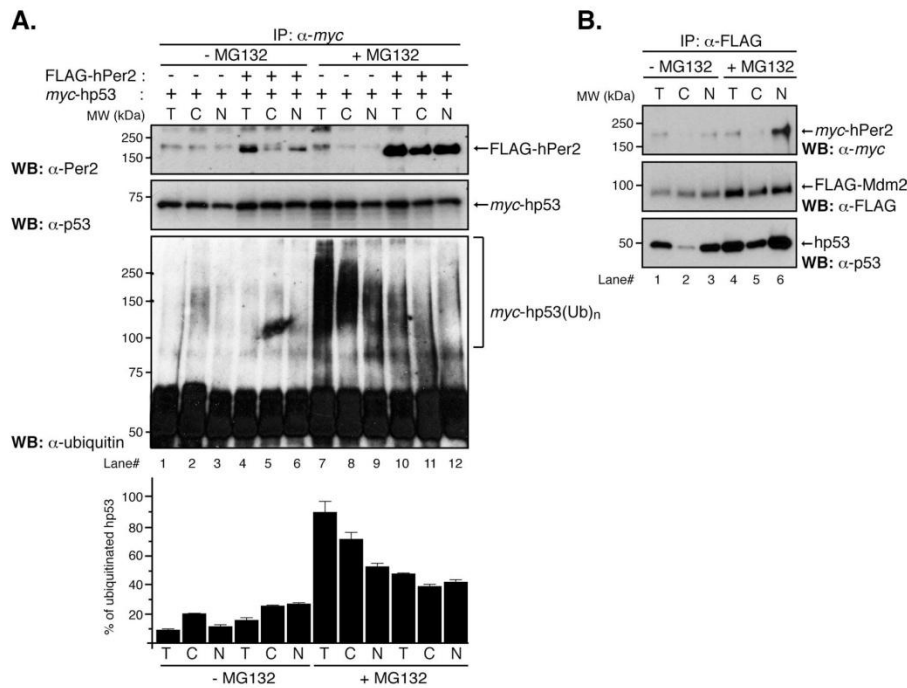 A.
IP: α-myc
- MG132 + MG132
FLAG-hPer2 : - - - + + + - - - + + +
myc-hp53 : + + + + + + + + + + + +
MW (kDa) T C N T C N T C N T C N
250
150
←FLAG-hPer2
WB: α-Per2
75
←myc-hp53
WB: α-p53
250
150
100
75
50
myc-hp53(Ub)n
WB: α-ubiquitin
Lane# 1 2 3 4 5 6 7 8 9 10 11 12
% of ubiquitinated hp53
100
80
60
40
20
T C N T C N T C N T C N
- MG132 + MG132
B.
IP: α-FLAG
- MG132 + MG132
MW (kDa) T C N T C N
250
150
←myc-hPer2
WB: α-myc
100
←FLAG-Mdm2
WB: α-FLAG
50
←hp53
WB: α-p53
Lane# 1 2 3 4 5 6